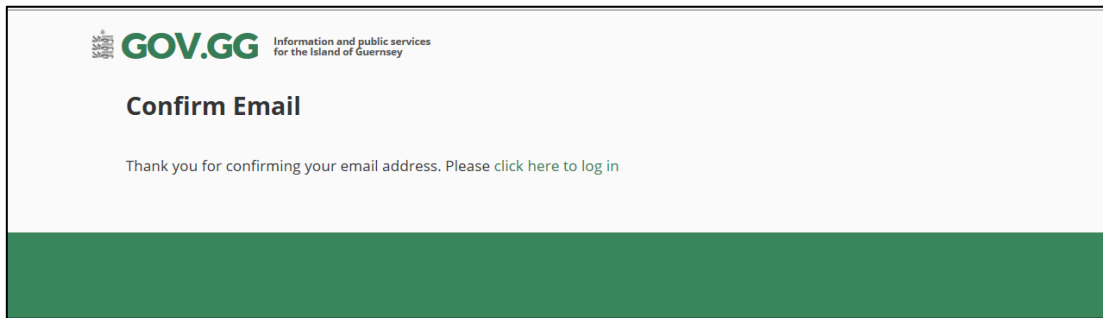 GOV.GG
Information and public services
for the Island of Guernsey
Confirm Email
Thank you for confirming your email address. Please click here to log in